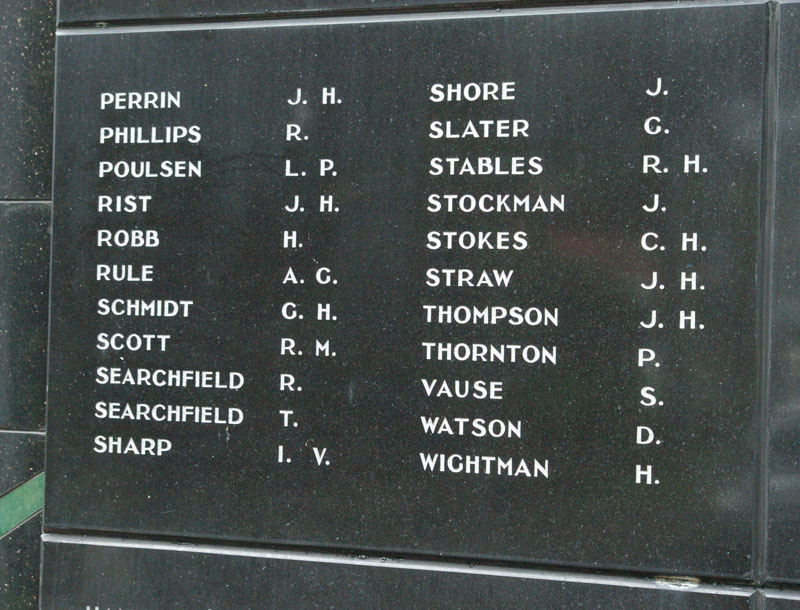 PERRIN J. H.
PHILLIPS R.
POULSEN L. P.
RIST J. H.
ROBB H.
RULE A. G.
SCHMIDT G. H.
SCOTT R. M.
SEARCHFIELD R.
SEARCHFIELD T.
SHARP I. V.
SHORE J.
SLATER G.
STABLES R. H.
STOCKMAN J.
STOKES C. H.
STRAW J. H.
THOMPSON J. H.
THORNTON P.
VAUSE S.
WATSON D.
WIGHTMAN H.